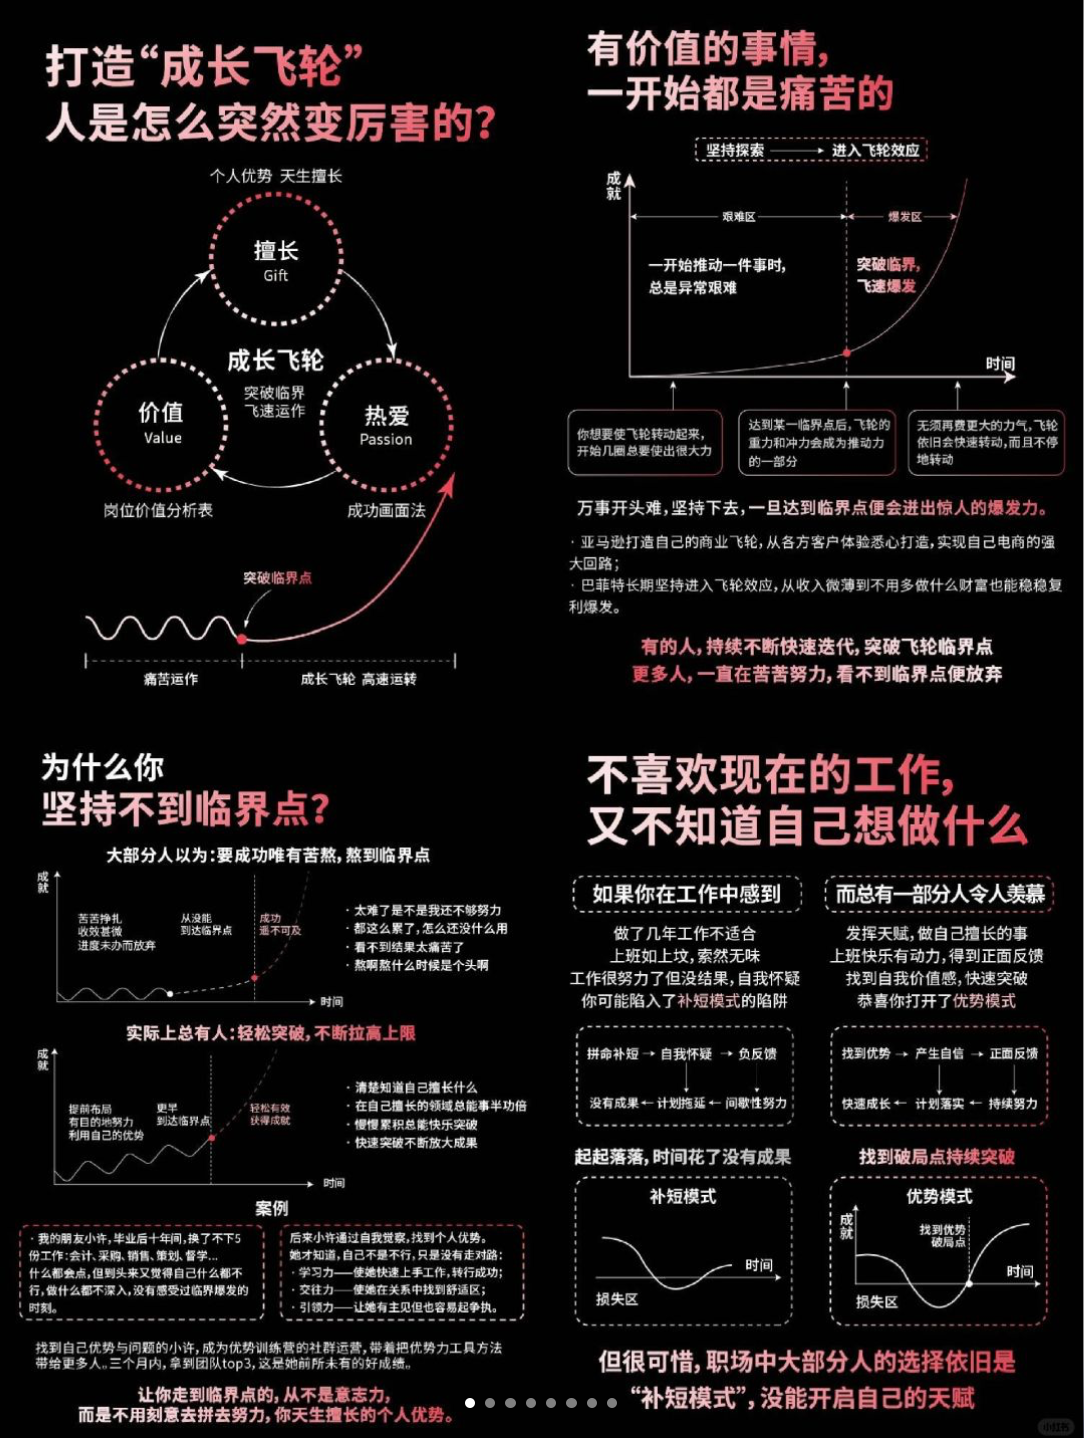 打造“成长飞轮”
人是怎么突然变厉害的?
个人优势 天生擅长
擅长
Gift
成长飞轮
突破临界
飞速运作
价值
Value
热爱
Passion
岗位价值分析表
成功画面法
突破临界点
痛苦运作
成长飞轮 高速运转
有价值的事情,
一开始都是痛苦的
坚持探索
进入飞轮效应
成就
艰难区
爆发区
一开始推动一件事时,
总是异常艰难
突破临界,
飞速爆发
时间
你想要使飞轮转动起来,
开始几圈总要使出很大力
达到某一临界点后,飞轮的
重力和冲力会成为推动力
的一部分
无须再费更大的力气,飞轮
依旧会快速转动,而且不停
地转动
万事开头难,坚持下去,一旦达到临界点便会迸出惊人的爆发力。
· 亚马逊打造自己的商业飞轮,从各方客户体验悉心打造,实现自己电商的强
大回路;
· 巴菲特长期坚持进入飞轮效应,从收入微薄到不用多做什么财富也能稳稳复
利爆发。
有的人,持续不断快速迭代,突破飞轮临界点
更多人,一直在苦苦努力,看不到临界点便放弃
为什么你
坚持不到临界点?
大部分人以为:要成功唯有苦熬,熬到临界点
成就
苦苦挣扎
收效甚微
进度未办而放弃
从没能
到达临界点
成功
遥不可及
时间
· 太难了是不是我还不够努力
· 都这么累了,怎么还没什么用
· 看不到结果太痛苦了
· 熬啊熬什么时候是个头啊
实际上总有人:轻松突破,不断拉高上限
成就
提前布局
有目的地努力
利用自己的优势
更早
到达临界点
轻松有效
获得成就
时间
· 清楚知道自己擅长什么
· 在自己擅长的领域总能事半功倍
· 慢慢累积总能快乐突破
· 快速突破不断放大成果
案例
· 我的朋友小许,毕业后十年间,换了不下5
份工作:会计、采购、销售、策划、督学...
什么都会点,但到头来又觉得自己什么都不
行,做什么都不深入,没有感受过临界爆发的
时刻。
后来小许通过自我觉察,找到个人优势。
她才知道,自己不是不行,只是没有走对路:
· 学习力——使她快速上手工作,转行成功;
· 交往力——使她在关系中找到舒适区;
· 引领力——让她有主见但也容易起争执。
找到自己优势与问题的小许,成为优势训练营的社群运营,带着把优势力工具方法
带给更多人。三个月内,拿到团队top3,这是她前所未有的好成绩。
让你走到临界点的,从不是意志力,
而是不用刻意去拼去努力,你天生擅长的个人优势。
不喜欢现在的工作,
又不知道自己想做什么
如果你在工作中感到
做了几年工作不适合
上班如上坟,索然无味
工作很努力了但没结果,自我怀疑
你可能陷入了补短模式的陷阱
而总有一部分人令人羡慕
发挥天赋,做自己擅长的事
上班快乐有动力,得到正面反馈
找到自我价值感,快速突破
恭喜你打开了优势模式
拼命补短 → 自我怀疑 → 负反馈
没有成果 ← 计划拖延 ← 间歇性努力
找到优势 → 产生自信 → 正面反馈
快速成长 ← 计划落实 ← 持续努力
起起落落,时间花了没有成果
补短模式
时间
损失区
找到破局点持续突破
优势模式
成就
找到优势
破局点
时间
损失区
但很可惜,职场中大部分人的选择依旧是
“补短模式”,没能开启自己的天赋
小红书